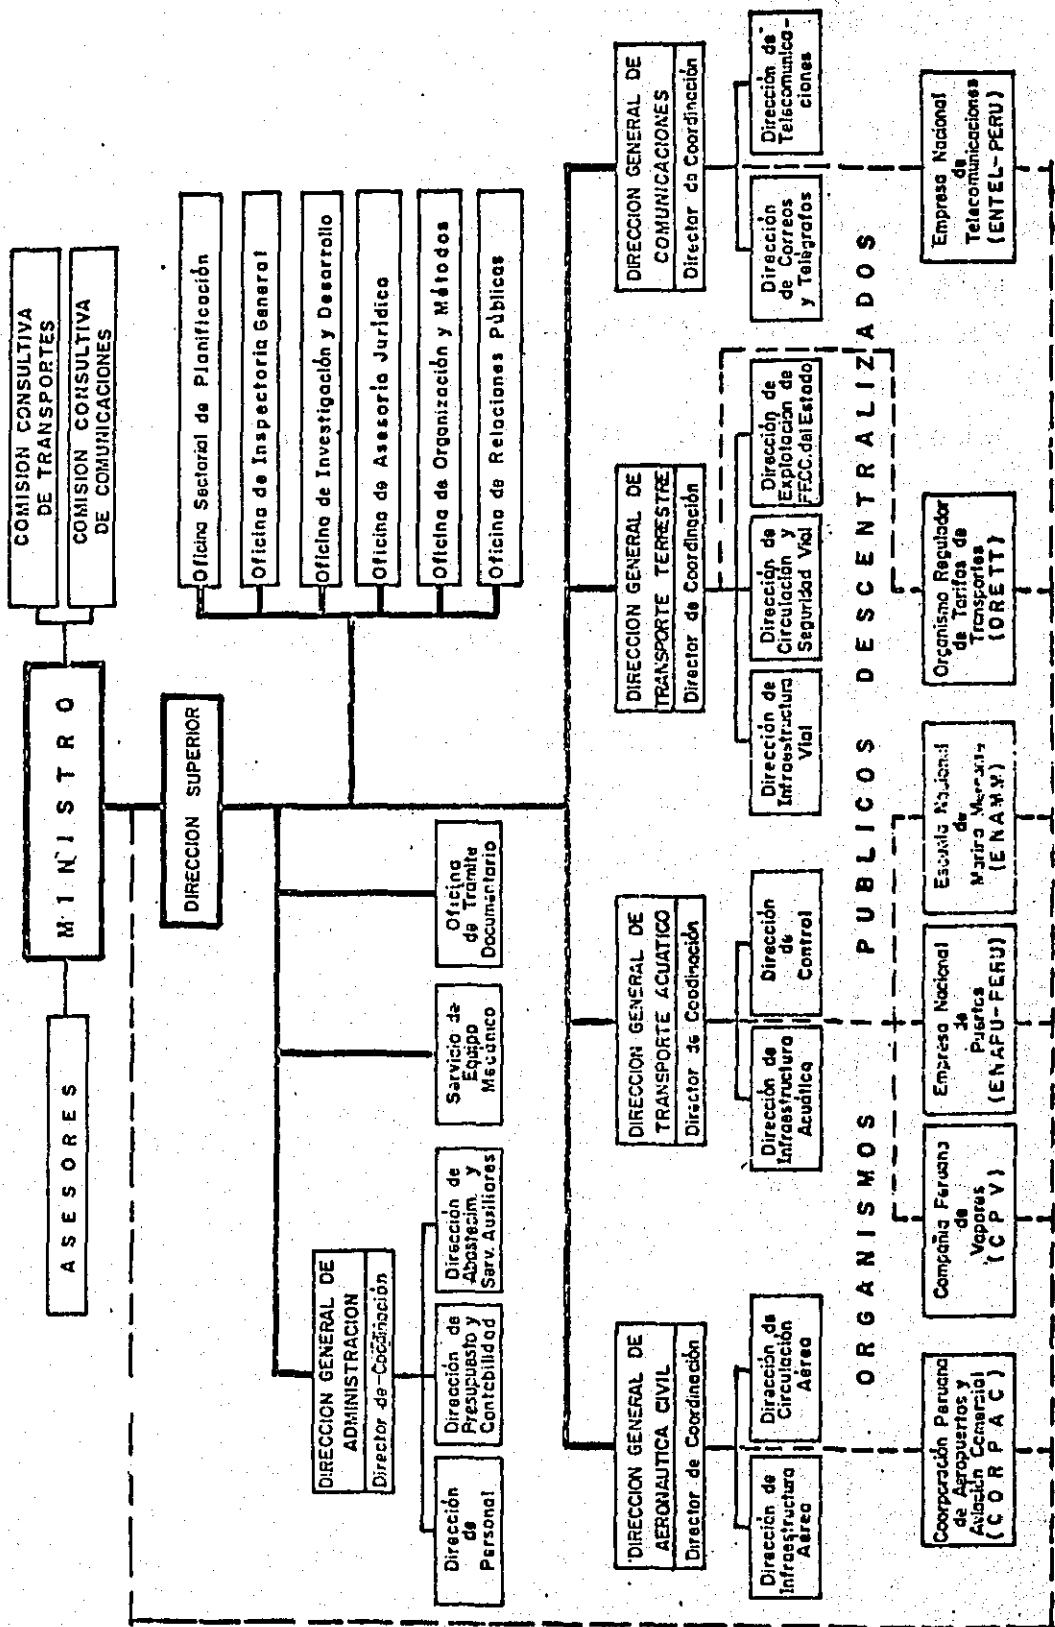 COMISION CONSULTIVA
DE TRANSPORTES
COMISION CONSULTIVA
DE COMUNICACIONES
MINISTRO
ASESORES
DIRECCION SUPERIOR
Oficina Sectorial de Planificación
Oficina de Inspectoría General
Oficina de Investigación y Desarrollo
Oficina de Asesoría Jurídica
Oficina de Organización y Métodos
Oficina de Relaciones Públicas
DIRECCION GENERAL DE
ADMINISTRACION
Director de Coordinación
Dirección
de
Personal
Dirección de
Presupuesto y
Contabilidad
Dirección de
Abastecim. y
Serv. Auxiliares
Servicio de
Equipo
Mecánico
Oficina
de Trámite
Documentario
DIRECCION GENERAL DE
AERONAUTICA CIVIL
Director de Coordinación
Dirección de
Infraestructura
Aérea
Dirección de
Circulación
Aérea
DIRECCION GENERAL DE
TRANSPORTE ACUATICO
Director de Coodinación
Dirección de
Infraestructura
Acuática
Dirección
de
Control
DIRECCION GENERAL DE
TRANSPORTE TERRESTRE
Director de Coordinación
Dirección de
Infraestructura
Vial
Dirección de
Circulación y
Seguridad Vial
Dirección de
Explotación de
FFCC. del Estado
DIRECCION GENERAL DE
COMUNICACIONES
Director de Coordinación
Dirección
de Correos
y Telégrafos
Dirección de
Telecomunica-
ciones
ORGANISMOS PUBLICOS DESCENTRALIZADOS
Coorporación Peruana
de Aeropuertos y
Aviación Comercial
(CORPAC)
Compañía Peruana
de
Vapores
(CPV)
Empresa Nacional
de
Puertos
(ENAPU-PERU)
Escuela Nacional
de
Marina Mercante
(ENAMM)
Organismo Regulador
de Tarifas de
Transportes
(ORETT)
Empresa Nacional
de
Telecomunicaciones
(ENTEL-PERU)